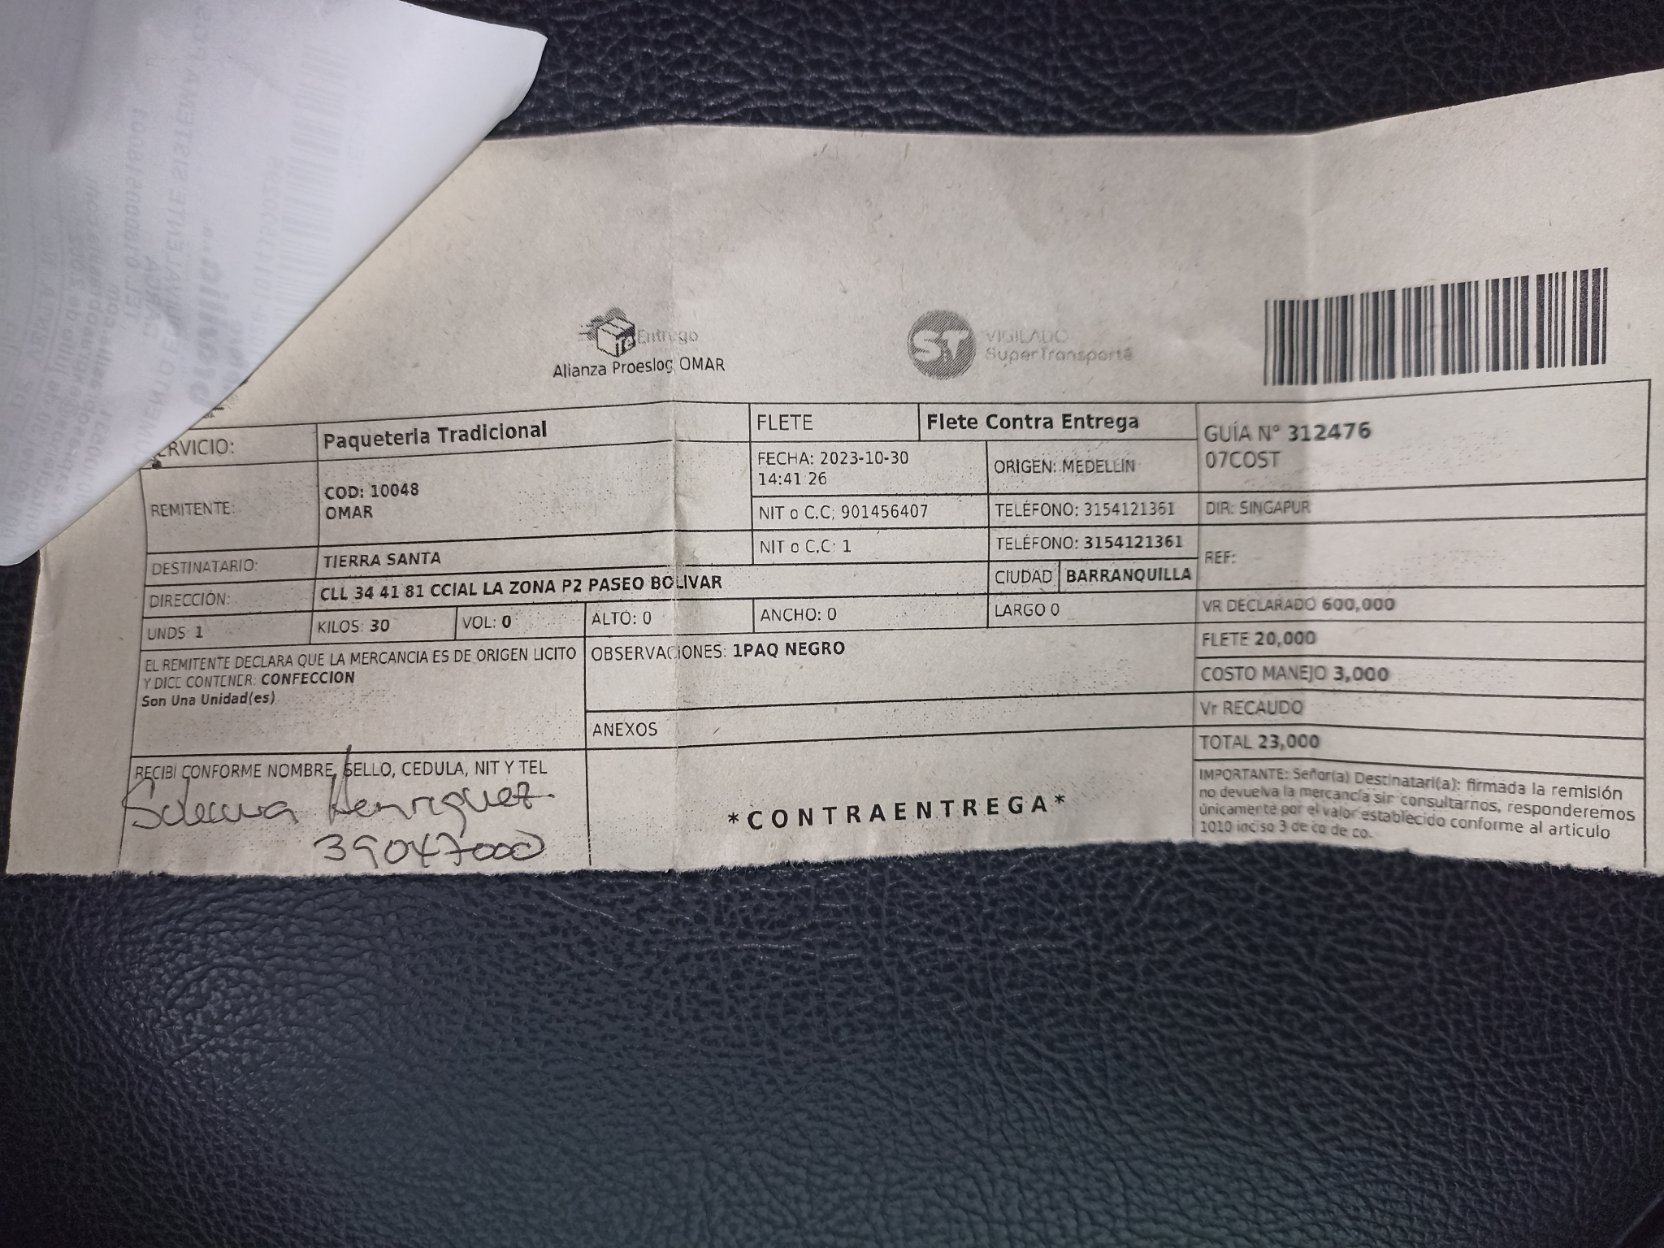 Entrego
Alianza Proeslog OMAR
ST VIGILADO
SuperTransporte
SERVICIO: Paqueteria Tradicional FLETE Flete Contra Entrega
GUÍA N° 312476
07COST
REMITENTE: COD: 10048
OMAR
FECHA: 2023-10-30
14:41 26
ORIGEN: MEDELLIN
NIT o C.C: 901456407 TELÉFONO: 3154121361 DIR: SINGAPUR
DESTINATARIO: TIERRA SANTA NIT o C.C: 1 TELÉFONO: 3154121361 REF:
DIRECCIÓN: CLL 34 41 81 CCIAL LA ZONA P2 PASEO BOLIVAR CIUDAD BARRANQUILLA
UNDS 1 KILOS: 30 VOL: 0 ALTO: 0 ANCHO: 0 LARGO 0 VR DECLARADO 600,000
EL REMITENTE DECLARA QUE LA MERCANCIA ES DE ORIGEN LICITO
Y DICE CONTENER: CONFECCION
Son Una Unidad(es)
OBSERVACIONES: 1PAQ NEGRO
FLETE 20,000
COSTO MANEJO 3,000
Vr RECAUDO
ANEXOS
TOTAL 23,000
RECIBI CONFORME NOMBRE, SELLO, CEDULA, NIT Y TEL
Henriquez.
39047000
*CONTRAENTREGA*
IMPORTANTE: Señor(a) Destinatari(a): firmada la remisión
no devuelva la mercancía sin consultarnos, responderemos
únicamente por el valor establecido conforme al articulo
1010 inciso 3 de co de co.